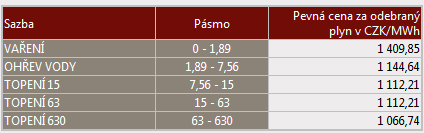 Sazba Pásmo Pevná cena za odebraný
plyn v CZK/MWh
VAŘENÍ 0 - 1,89 1 409,85
OHŘEV VODY 1,89 - 7,56 1 144,64
TOPENÍ 15 7,56 - 15 1 112,21
TOPENÍ 63 15 - 63 1 112,21
TOPENÍ 630 63 - 630 1 066,74